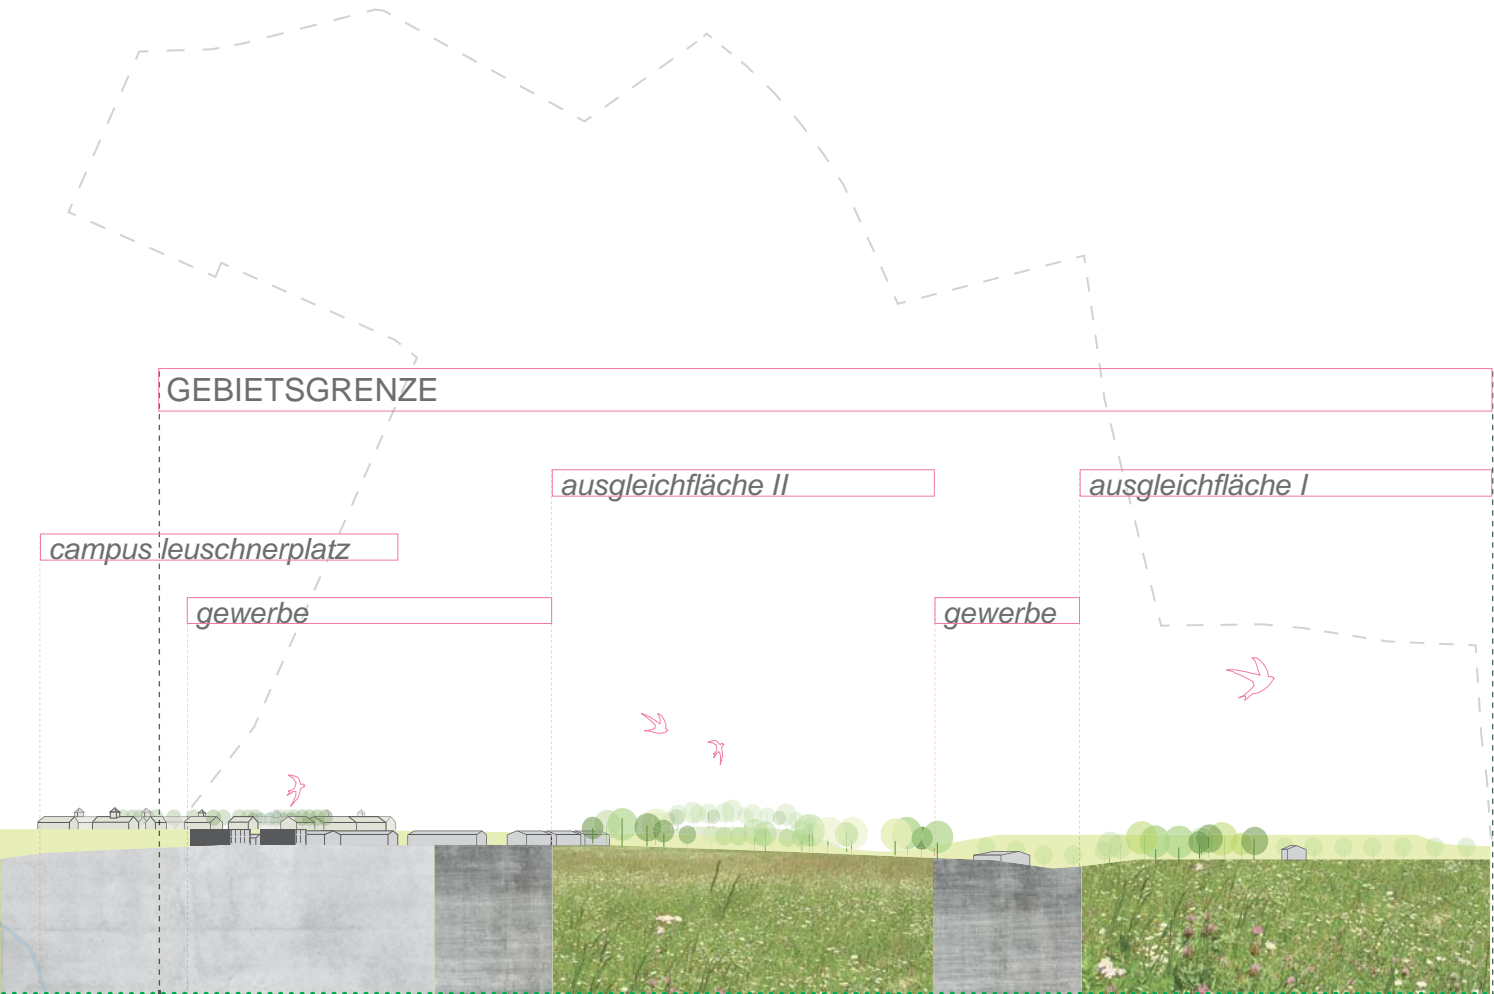 GEBIETSGRENZE
ausgleichfläche II
ausgleichfläche I
campus leuschnerplatz
gewerbe
gewerbe